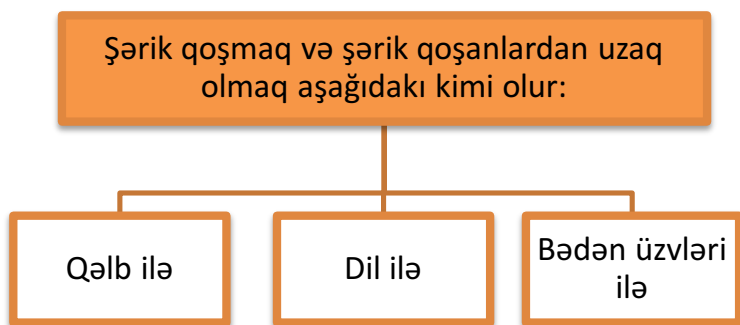 Şərik qoşmaq və şərik qoşanlardan uzaq
olmaq aşağıdakı kimi olur:
Qəlb ilə
Dil ilə
Bədən üzvləri
ilə